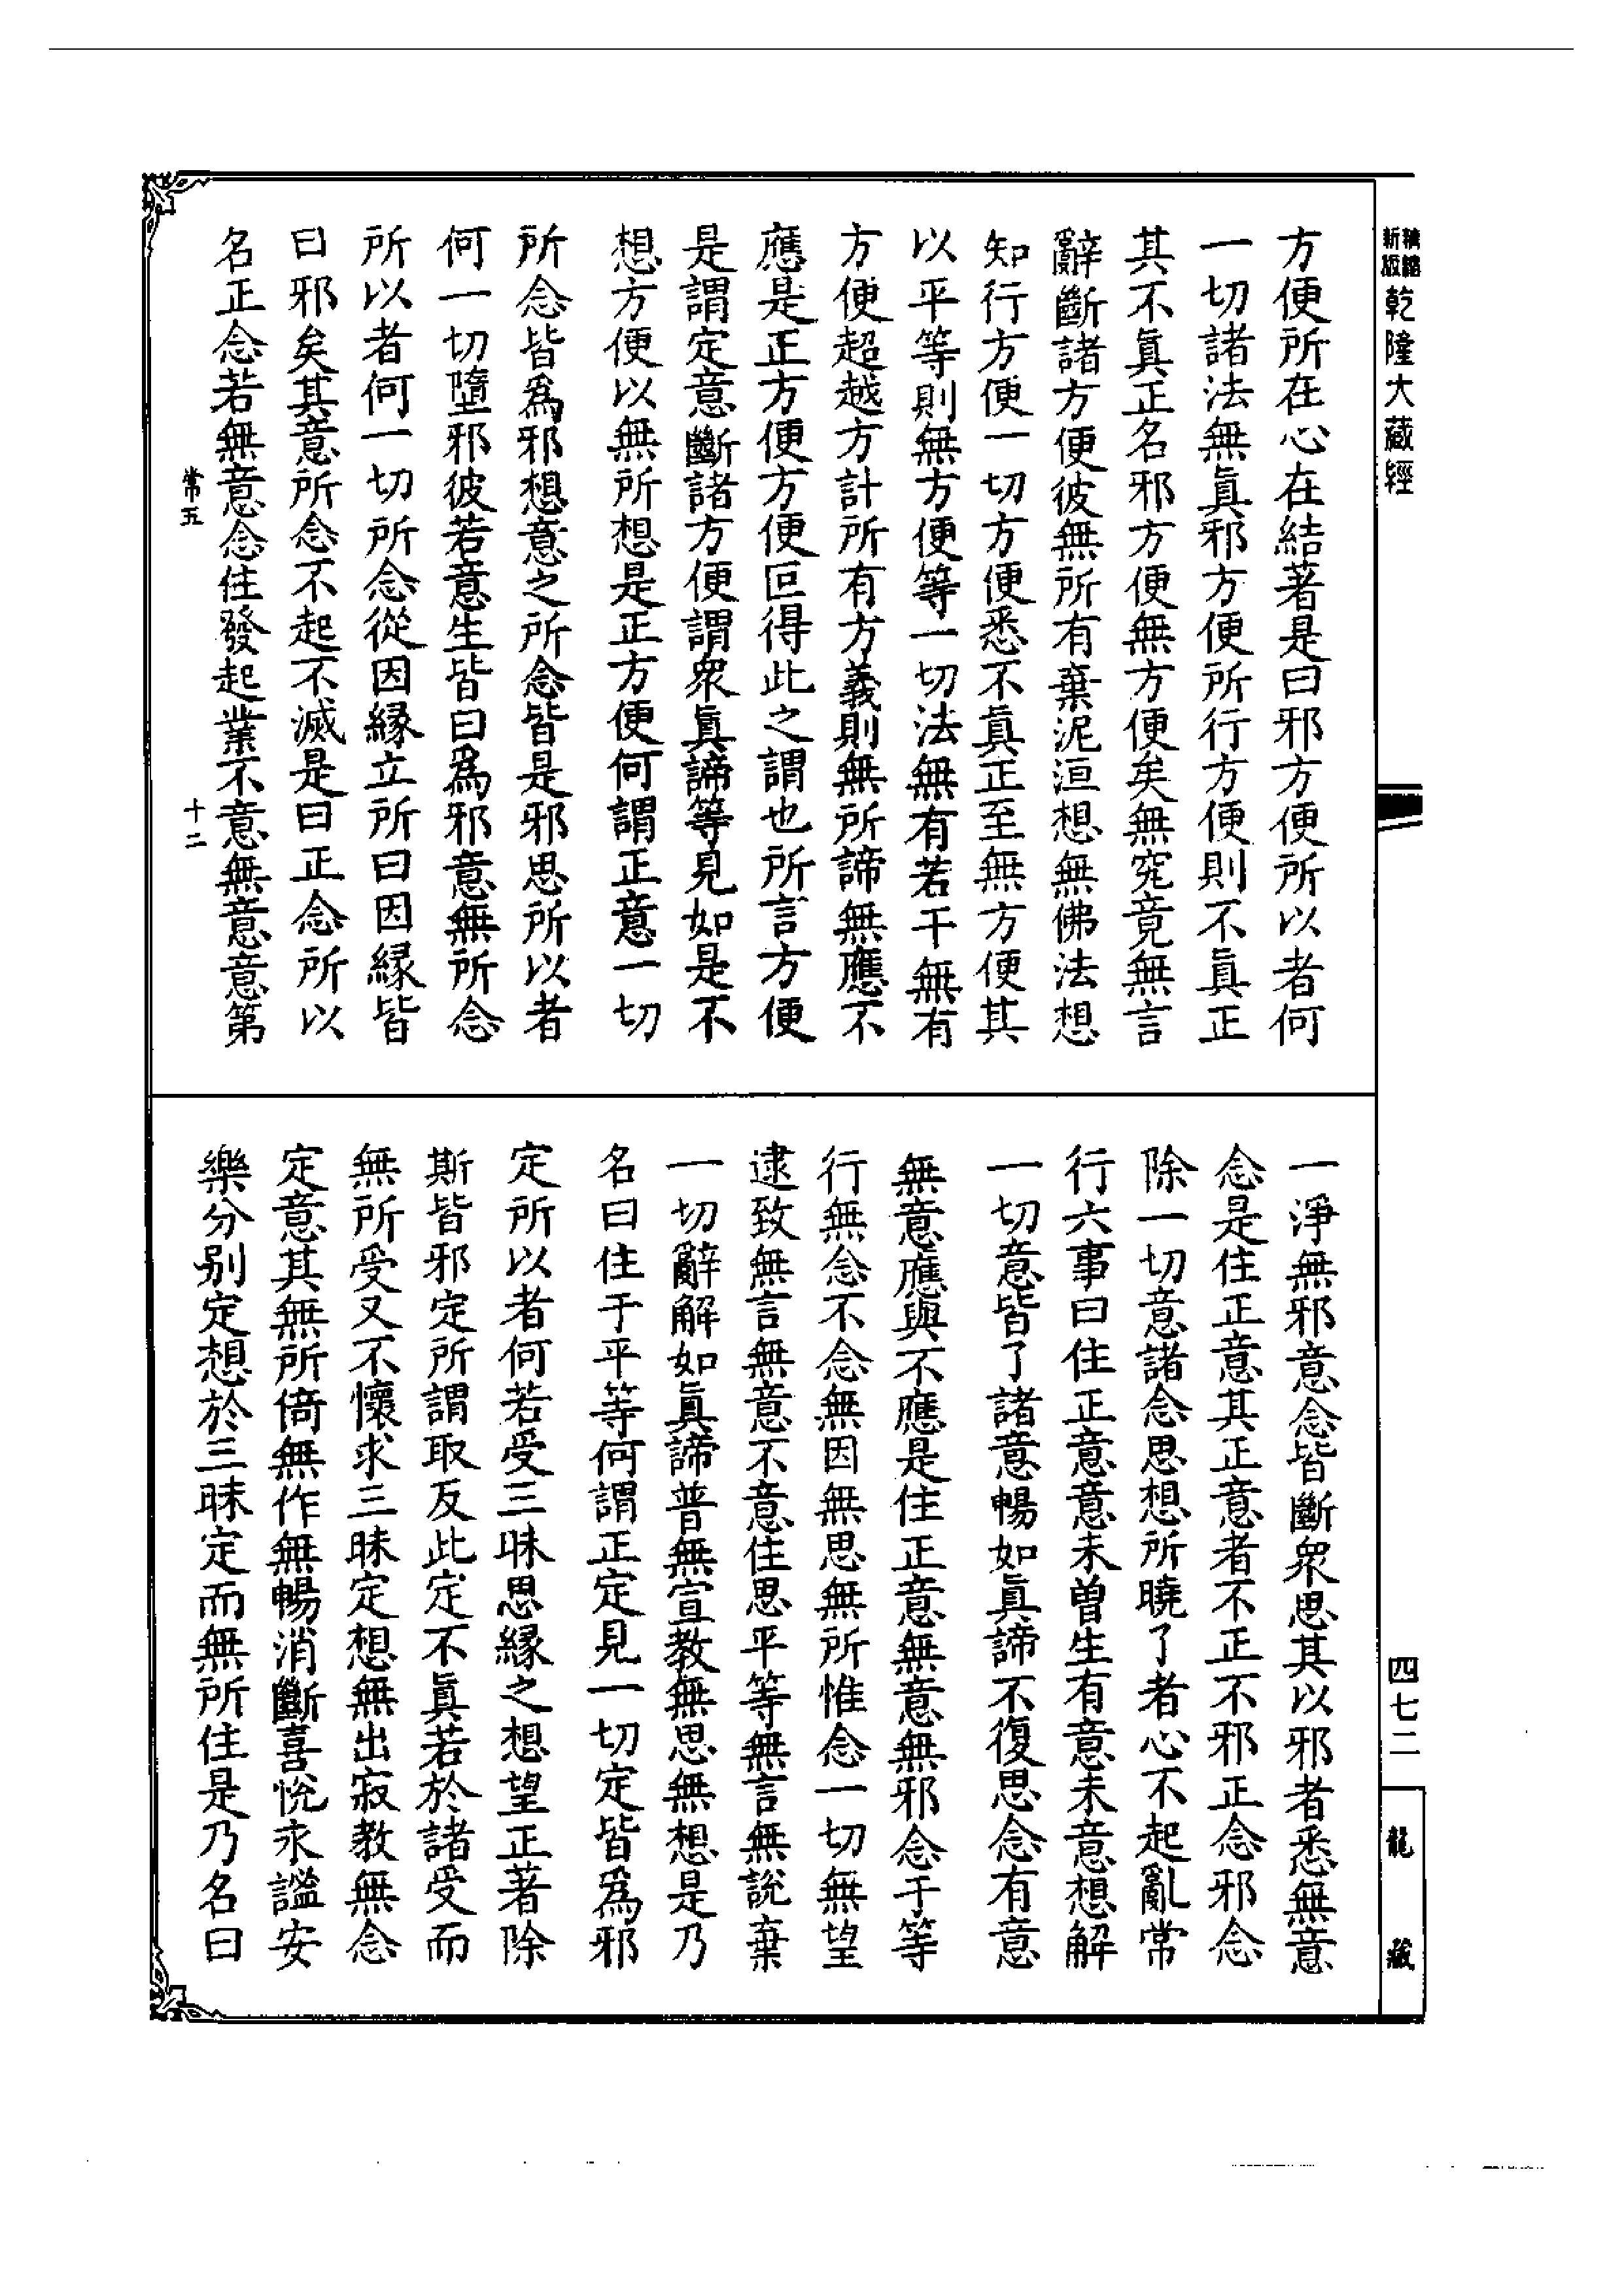 新版精縮乾隆大藏經
方便所在心在結著是曰邪方便所以者何
一切諸法無眞邪方便所行方便則不眞正
其不眞正名邪方便無方便矣無究竟無言
辭斷諸方便彼無所有棄泥洹想無佛法想
知行方便一切方便悉不眞正至無方便其
以平等則無方便等一切法無有若干無有
方便超越方計所有方義則無所諦無應不
應是正方便方便叵得此之謂也所言方便
是謂定意斷諸方便謂衆眞諦等見如是不
想方便以無所想是正方便何謂正意一切
所念皆爲邪想意之所念皆是邪思所以者
何一切墮邪彼若意生皆曰爲邪意無所念
所以者何一切所念從因緣立所曰因緣皆
曰邪矣其意所念不起不滅是曰正念所以
名正念若無意念住發起業不意無意意第
常五
十二
一淨無邪意念皆斷衆思其以邪者悉無意
念是住正意其正意者不正不邪正念邪念
除一切意諸念思想所曉了者心不起亂常
行六事曰住正意意未曾生有意未意想解
一切意皆了諸意暢如眞諦不復思念有意
無意應與不應是住正意無意無邪念于等
行無念不念無因無思無所惟念一切無望
逮致無言無意不意住思平等無言無說棄
一切辭解如眞諦普無宣教無思無想是乃
名曰住于平等何謂正定見一切定皆爲邪
定所以者何若受三昧思緣之想望正著除
斯皆邪定所謂取反此定不眞若於諸受而
無所受又不懷求三昧定想無出寂教無念
定意其無所倚無作無暢消斷喜悅永謐安
樂分別定想於三昧定而無所住是乃名曰
四七二
龍藏